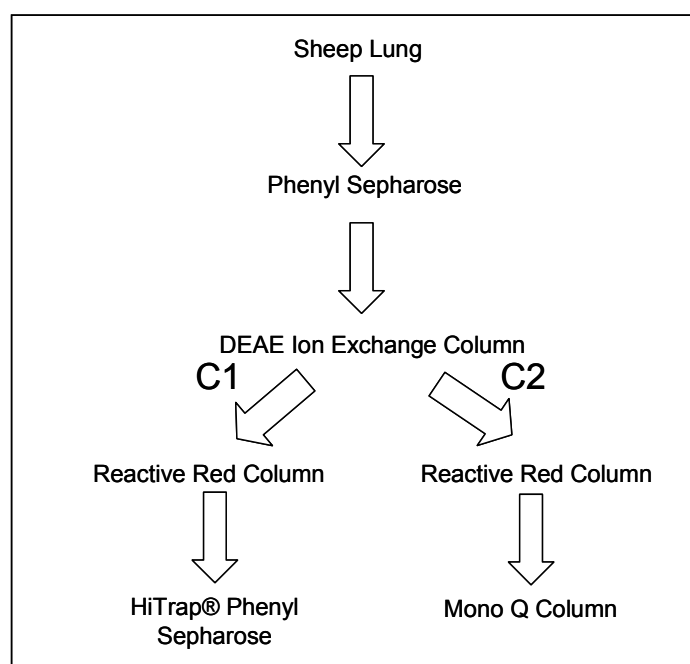 Sheep Lung
Phenyl Sepharose
DEAE Ion Exchange Column
C1
C2
Reactive Red Column
Reactive Red Column
HiTrap® Phenyl
Sepharose
Mono Q Column